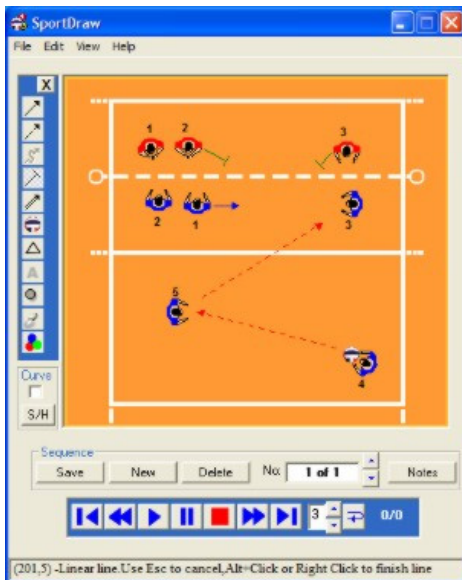 SportDraw
File Edit View Help
X
1 2 3
2 1 3
5
4
A
Curve
S/H
Sequence
Save New Delete No: 1 of 1 Notes
3 0/0
(201,5) -Linear line.Use Esc to cancel,Alt+Click or Right Click to finish line